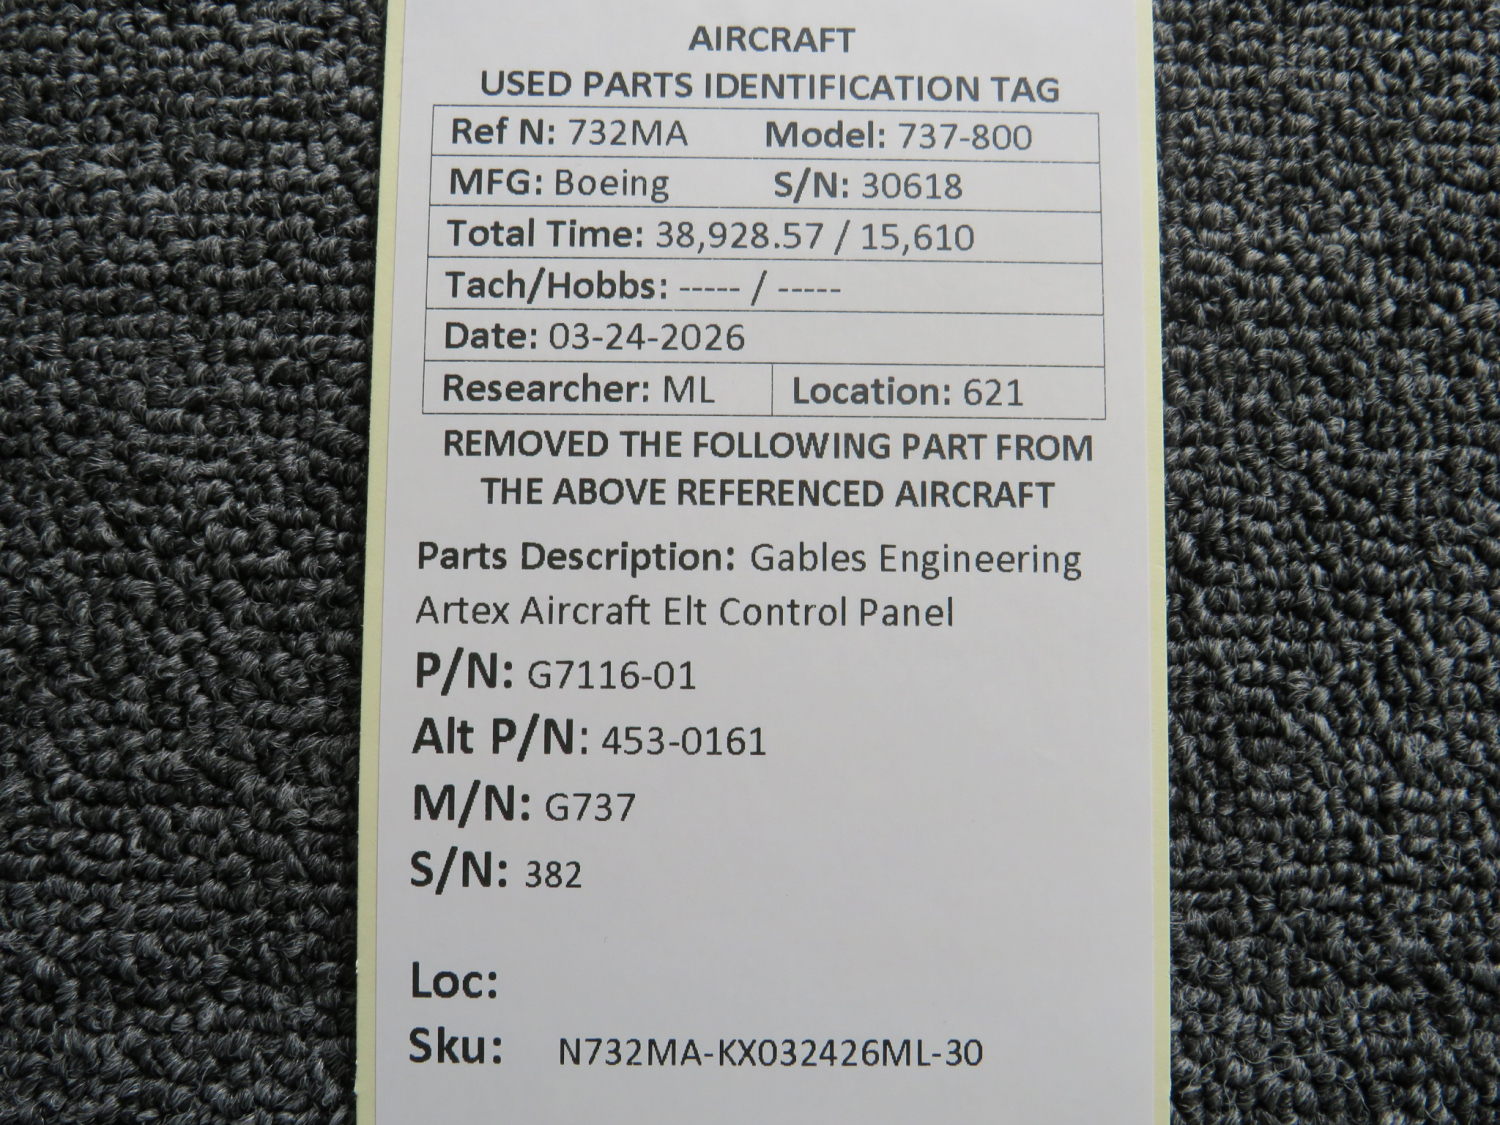 AIRCRAFT
USED PARTS IDENTIFICATION TAG
Ref N: 732MA Model: 737-800
MFG: Boeing S/N: 30618
Total Time: 38,928.57 / 15,610
Tach/Hobbs: ----- / -----
Date: 03-24-2026
Researcher: ML Location: 621
REMOVED THE FOLLOWING PART FROM
THE ABOVE REFERENCED AIRCRAFT
Parts Description: Gables Engineering
Artex Aircraft Elt Control Panel
P/N: G7116-01
Alt P/N: 453-0161
M/N: G737
S/N: 382
Loc:
Sku: N732MA-KX032426ML-30